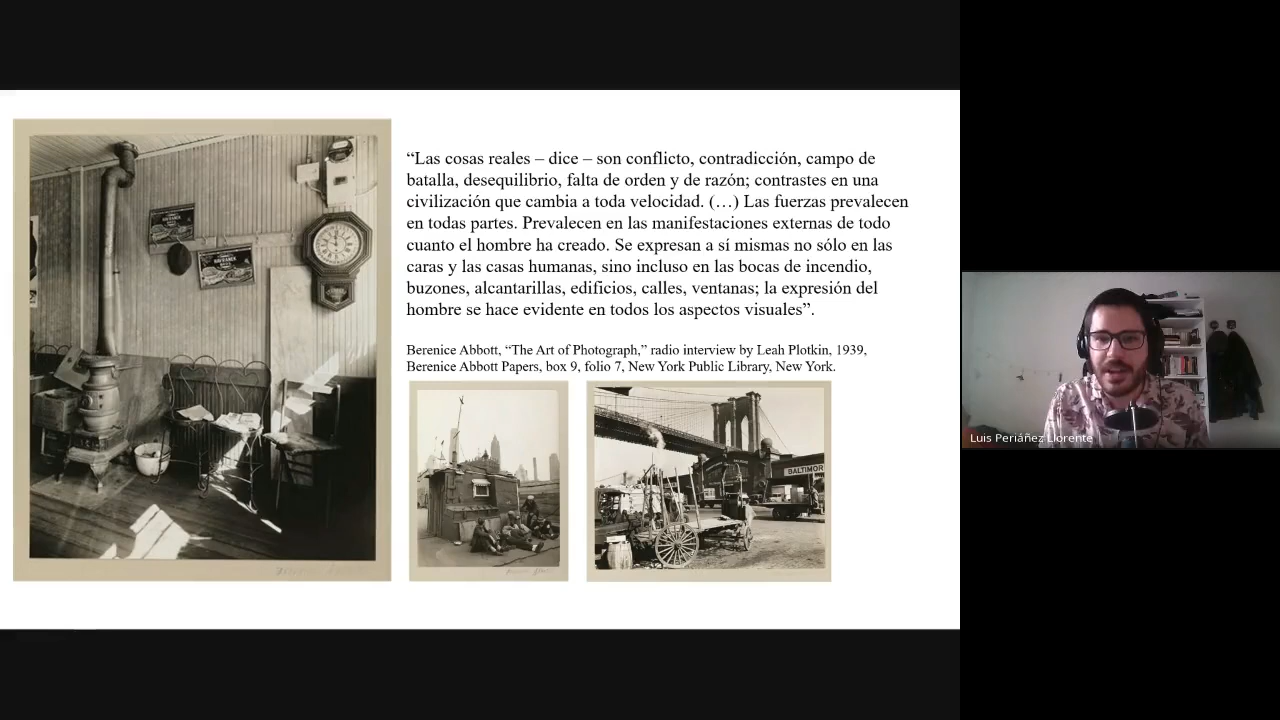 “Las cosas reales – dice – son conflicto, contradicción, campo de
batalla, desequilibrio, falta de orden y de razón; contrastes en una
civilización que cambia a toda velocidad. (…) Las fuerzas prevalecen
en todas partes. Prevalecen en las manifestaciones externas de todo
cuanto el hombre ha creado. Se expresan a sí mismas no sólo en las
caras y las casas humanas, sino incluso en las bocas de incendio,
buzones, alcantarillas, edificios, calles, ventanas; la expresión del
hombre se hace evidente en todos los aspectos visuales”.
Berenice Abbott, “The Art of Photograph,” radio interview by Leah Plotkin, 1939,
Berenice Abbott Papers, box 9, folio 7, New York Public Library, New York.
BALTIMOR
Luis Periáñez Llorente